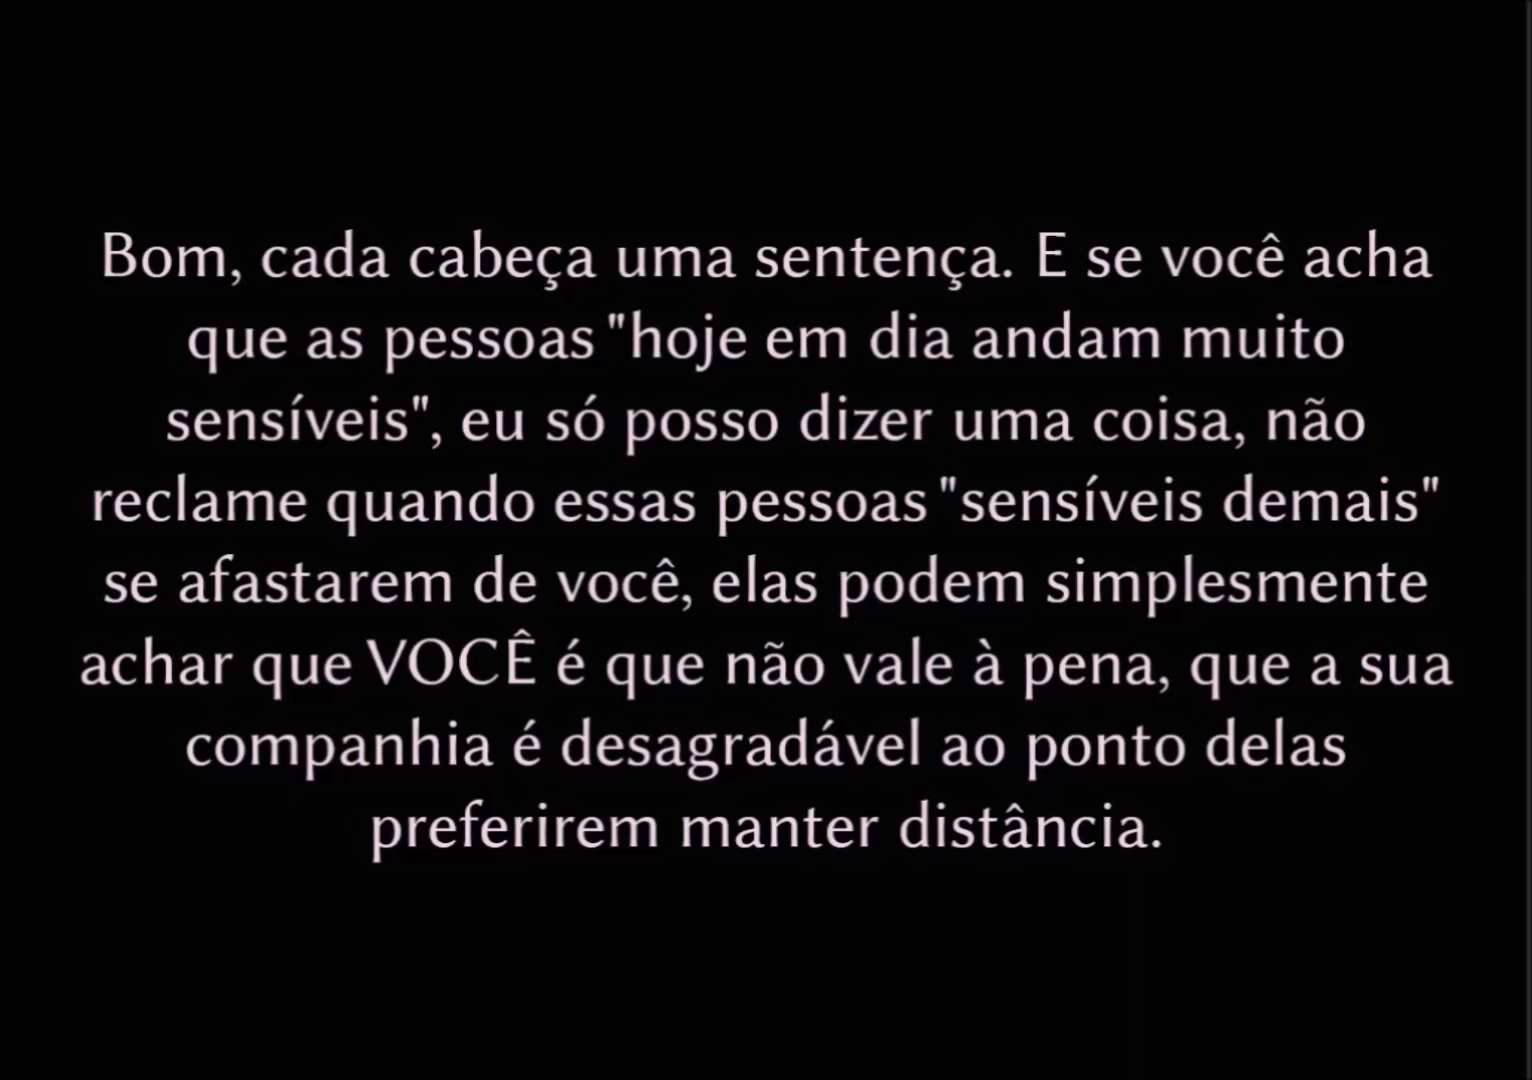 Bom, cada cabeça uma sentença. E se você acha
que as pessoas "hoje em dia andam muito
sensíveis", eu só posso dizer uma coisa, não
reclame quando essas pessoas "sensíveis demais"
se afastarem de você, elas podem simplesmente
achar que VOCÊ é que não vale à pena, que a sua
companhia é desagradável ao ponto delas
preferirem manter distância.